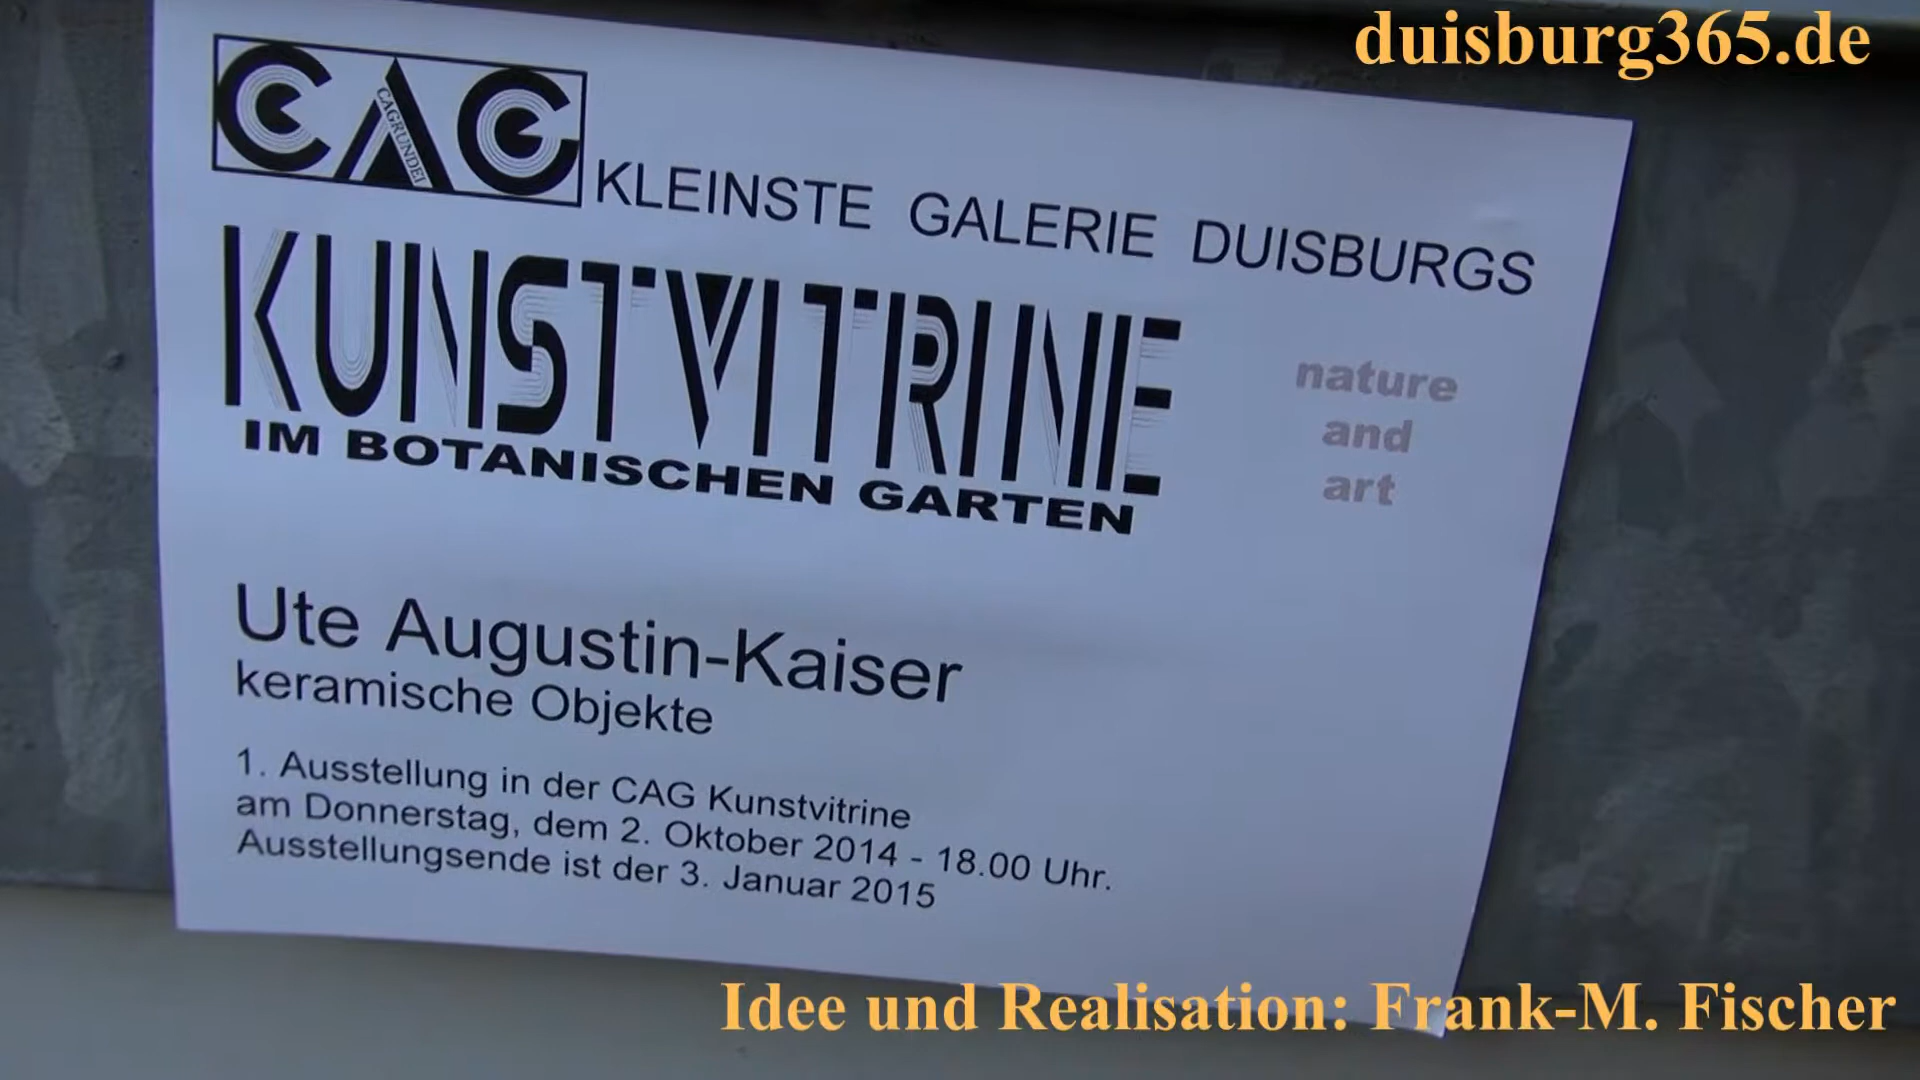 duisburg365.de
CAG
CAGRUNDEI
KLEINSTE GALERIE DUISBURGS
KUNSTVITRINE
IM BOTANISCHEN GARTEN
nature
and
art
Ute Augustin-Kaiser
keramische Objekte
1. Ausstellung in der CAG Kunstvitrine
am Donnerstag, dem 2. Oktober 2014 - 18.00 Uhr.
Ausstellungsende ist der 3. Januar 2015
Idee und Realisation: Frank-M. Fischer